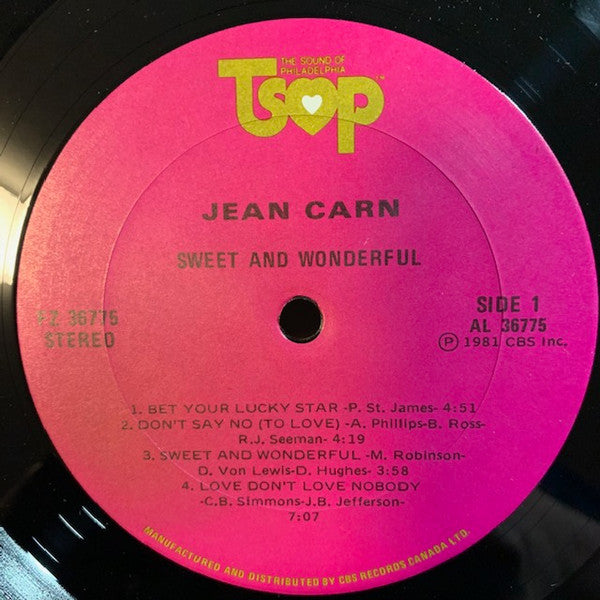 THE SOUND OF
PHILADELPHIA
TSOP™
JEAN CARN
SWEET AND WONDERFUL
PZ 36775
STEREO
SIDE 1
AL 36775
Ⓟ 1981 CBS Inc.
1. BET YOUR LUCKY STAR -P. St. James- 4:51
2. DON'T SAY NO (TO LOVE) -A. Phillips-B. Ross-
R.J. Seeman- 4:19
3. SWEET AND WONDERFUL -M. Robinson-
D. Von Lewis-D. Hughes- 3:58
4. LOVE DON'T LOVE NOBODY
-C.B. Simmons-J.B. Jefferson-
7:07
MANUFACTURED AND DISTRIBUTED BY CBS RECORDS CANADA LTD.